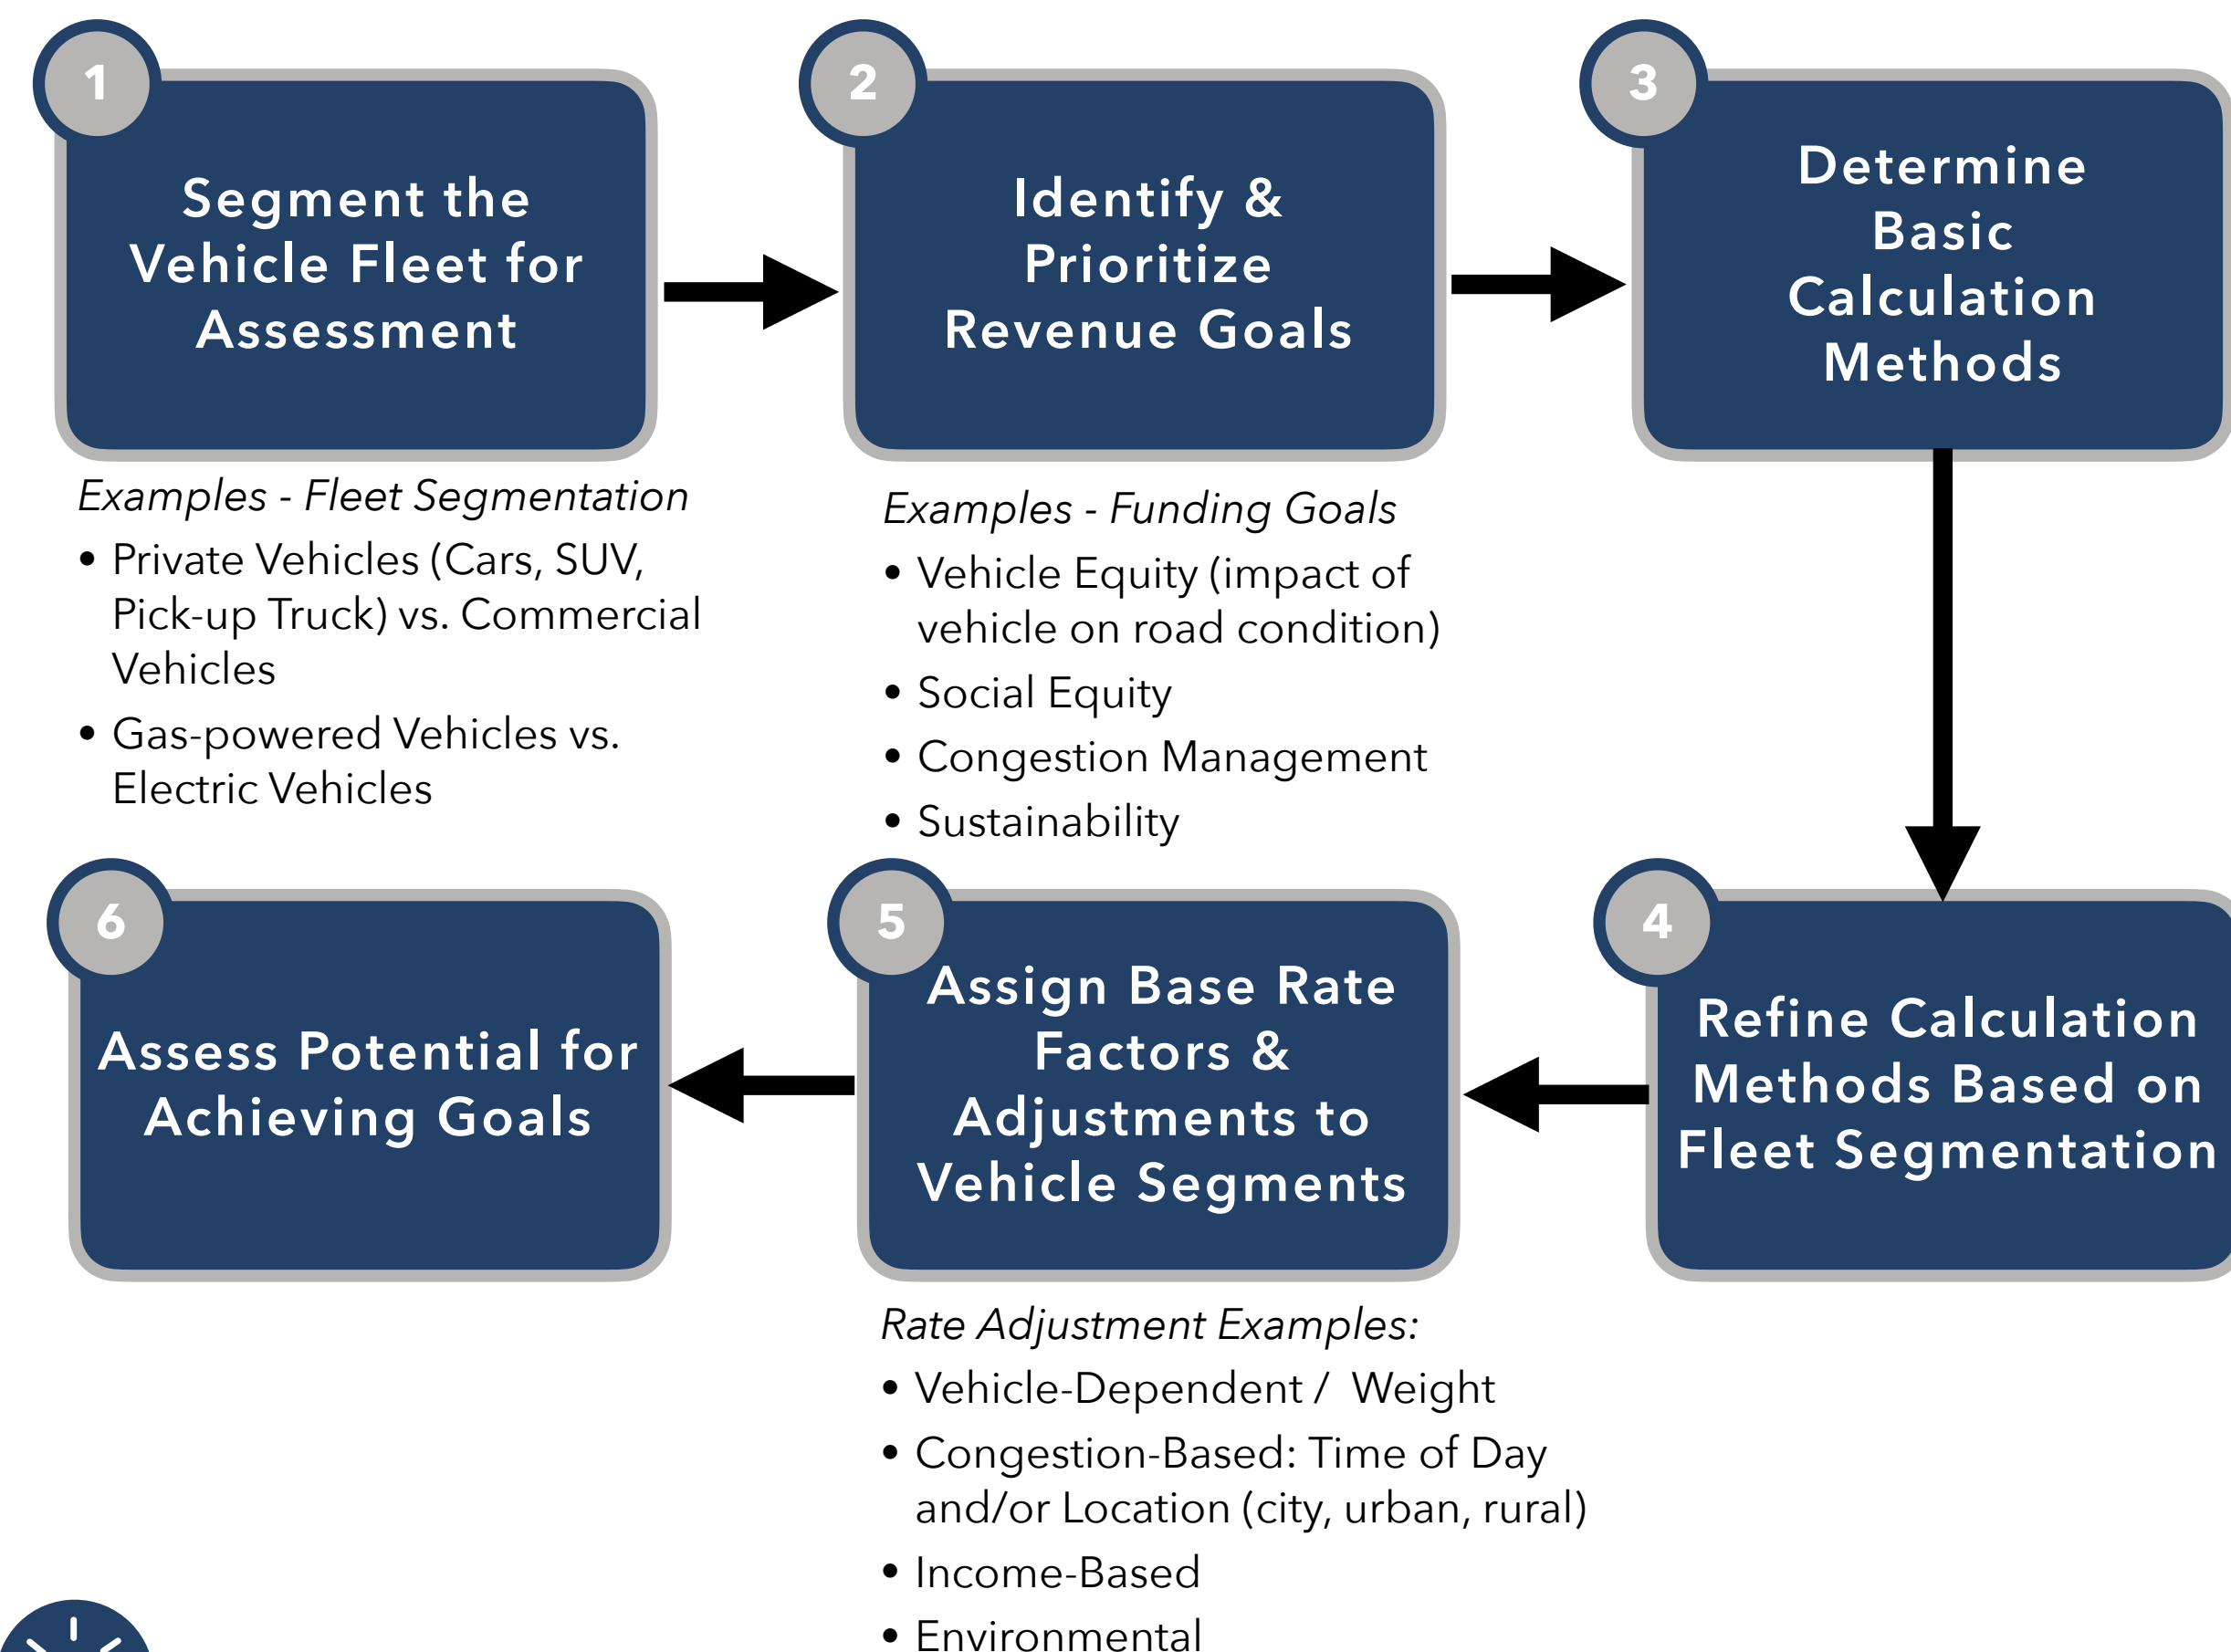 1
Segment the
Vehicle Fleet for
Assessment
Examples - Fleet Segmentation
• Private Vehicles (Cars, SUV,
Pick-up Truck) vs. Commercial
Vehicles
• Gas-powered Vehicles vs.
Electric Vehicles
2
Identify &
Prioritize
Revenue Goals
Examples - Funding Goals
• Vehicle Equity (impact of
vehicle on road condition)
• Social Equity
• Congestion Management
• Sustainability
3
Determine
Basic
Calculation
Methods
4
Refine Calculation
Methods Based on
Fleet Segmentation
5
Assign Base Rate
Factors &
Adjustments to
Vehicle Segments
Rate Adjustment Examples:
• Vehicle-Dependent / Weight
• Congestion-Based: Time of Day
and/or Location (city, urban, rural)
• Income-Based
• Environmental
6
Assess Potential for
Achieving Goals